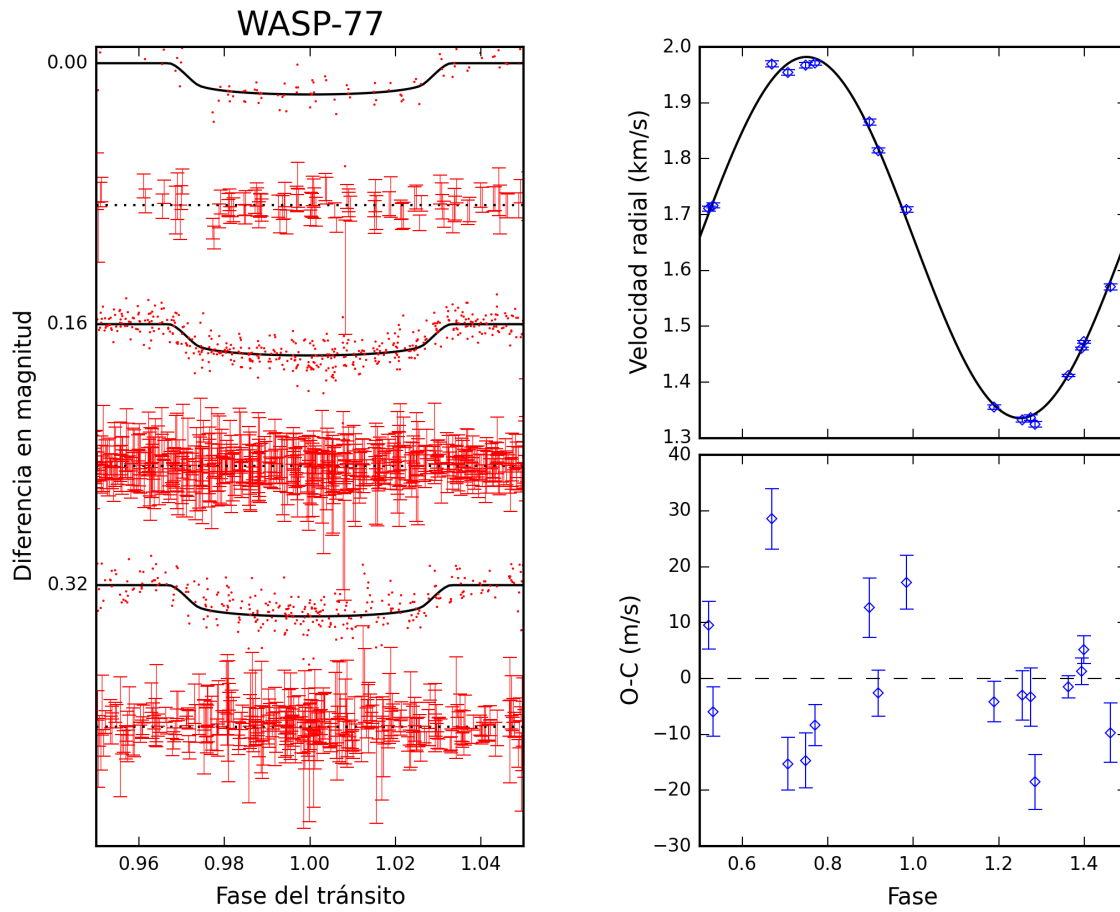 WASP-77
Diferencia en magnitud
0.00
0.16
0.32
0.96 0.98 1.00 1.02 1.04
Fase del tránsito
Velocidad radial (km/s)
2.0
1.9
1.8
1.7
1.6
1.5
1.4
1.3
O-C (m/s)
40
30
20
10
0
−10
−20
−30
0.6 0.8 1.0 1.2 1.4
Fase